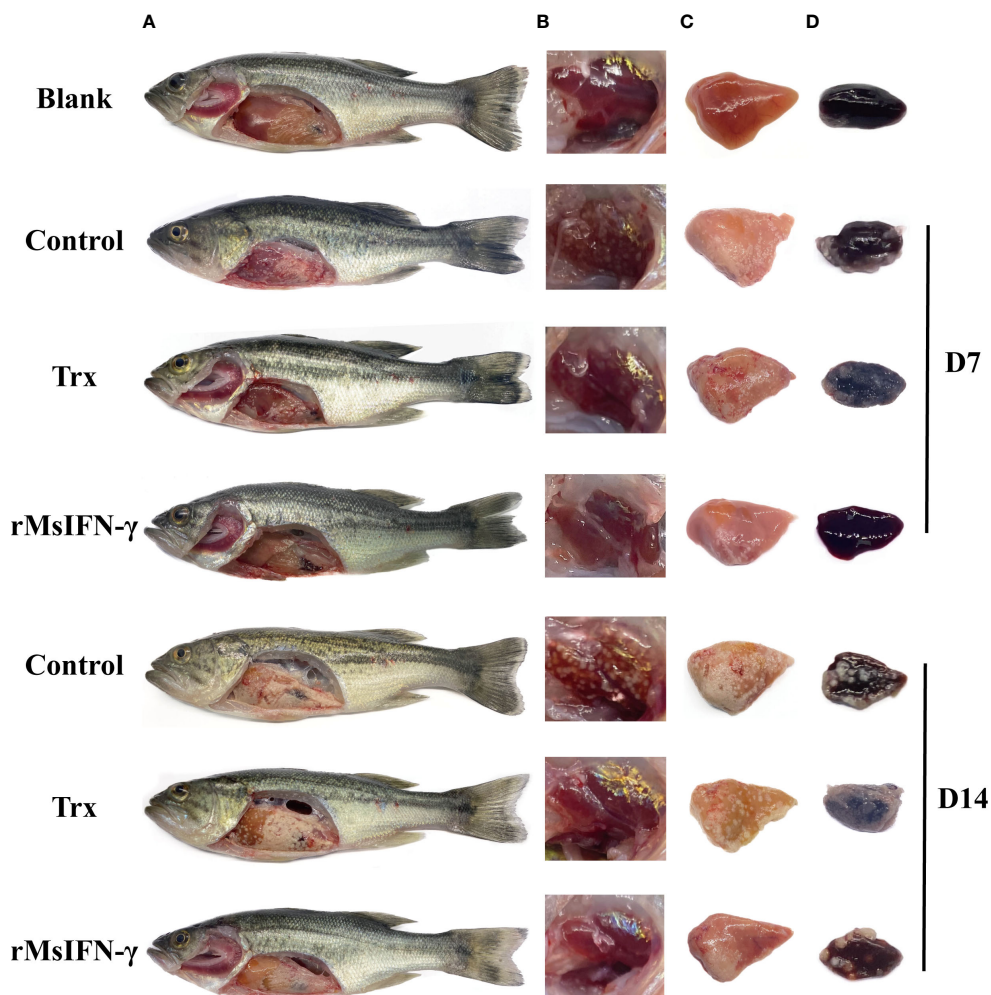 A B C D
Blank
Control
Trx
D7
rMsIFN-γ
Control
Trx
D14
rMsIFN-γ